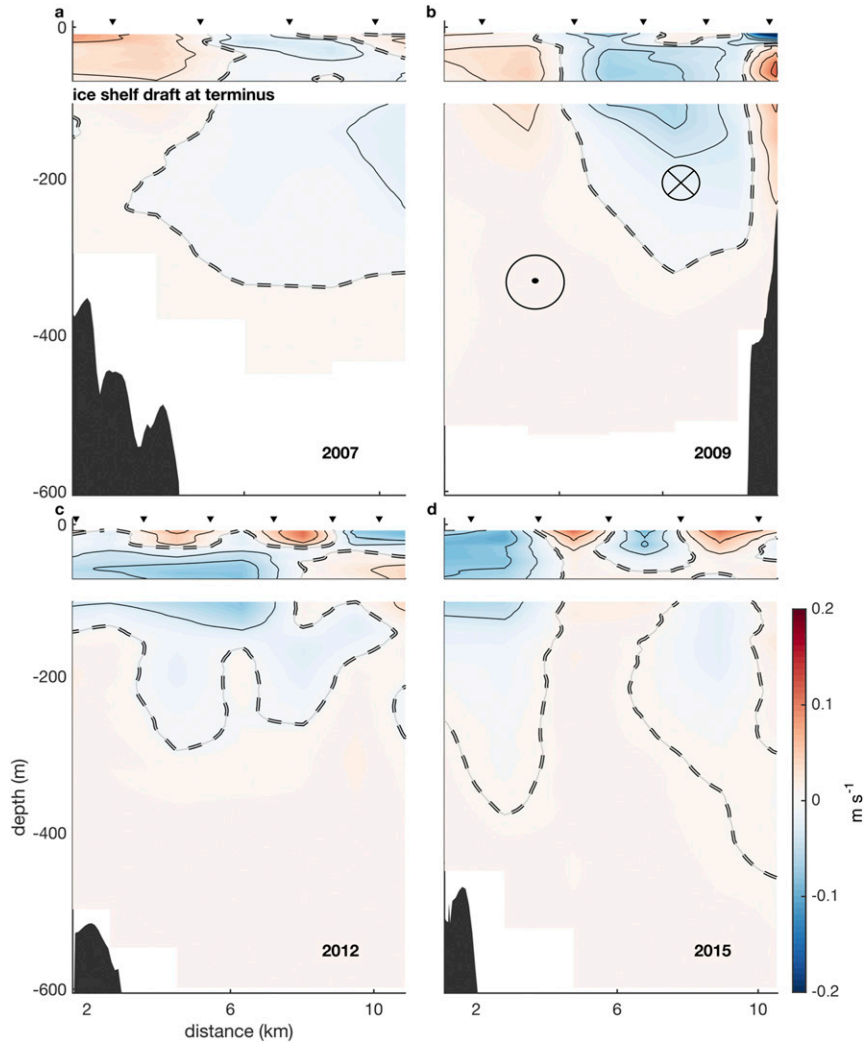 a
b
0
ice shelf draft at terminus
-200
-400
-600
2007
2009
c
d
0
-200
-400
-600
depth (m)
2012
2015
2
6
10
2
6
10
distance (km)
0.2
0.1
0
-0.1
-0.2
m s⁻¹